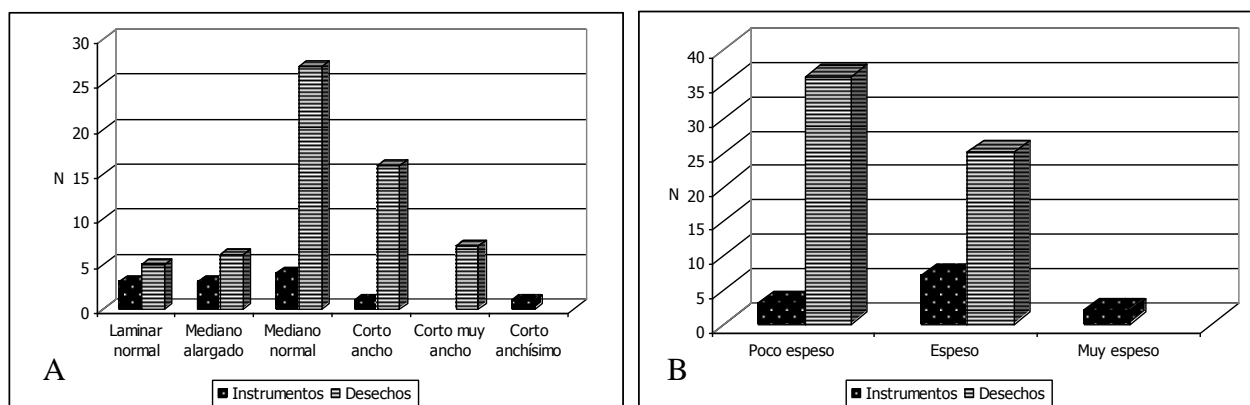 30
25
20
15
10
5
0
N
Laminar normal
Mediano alargado
Mediano normal
Corto ancho
Corto muy ancho
Corto anchísimo
A
Instrumentos Desechos
40
35
30
25
20
15
10
5
0
N
Poco espeso Espeso Muy espeso
B
Instrumentos Desechos